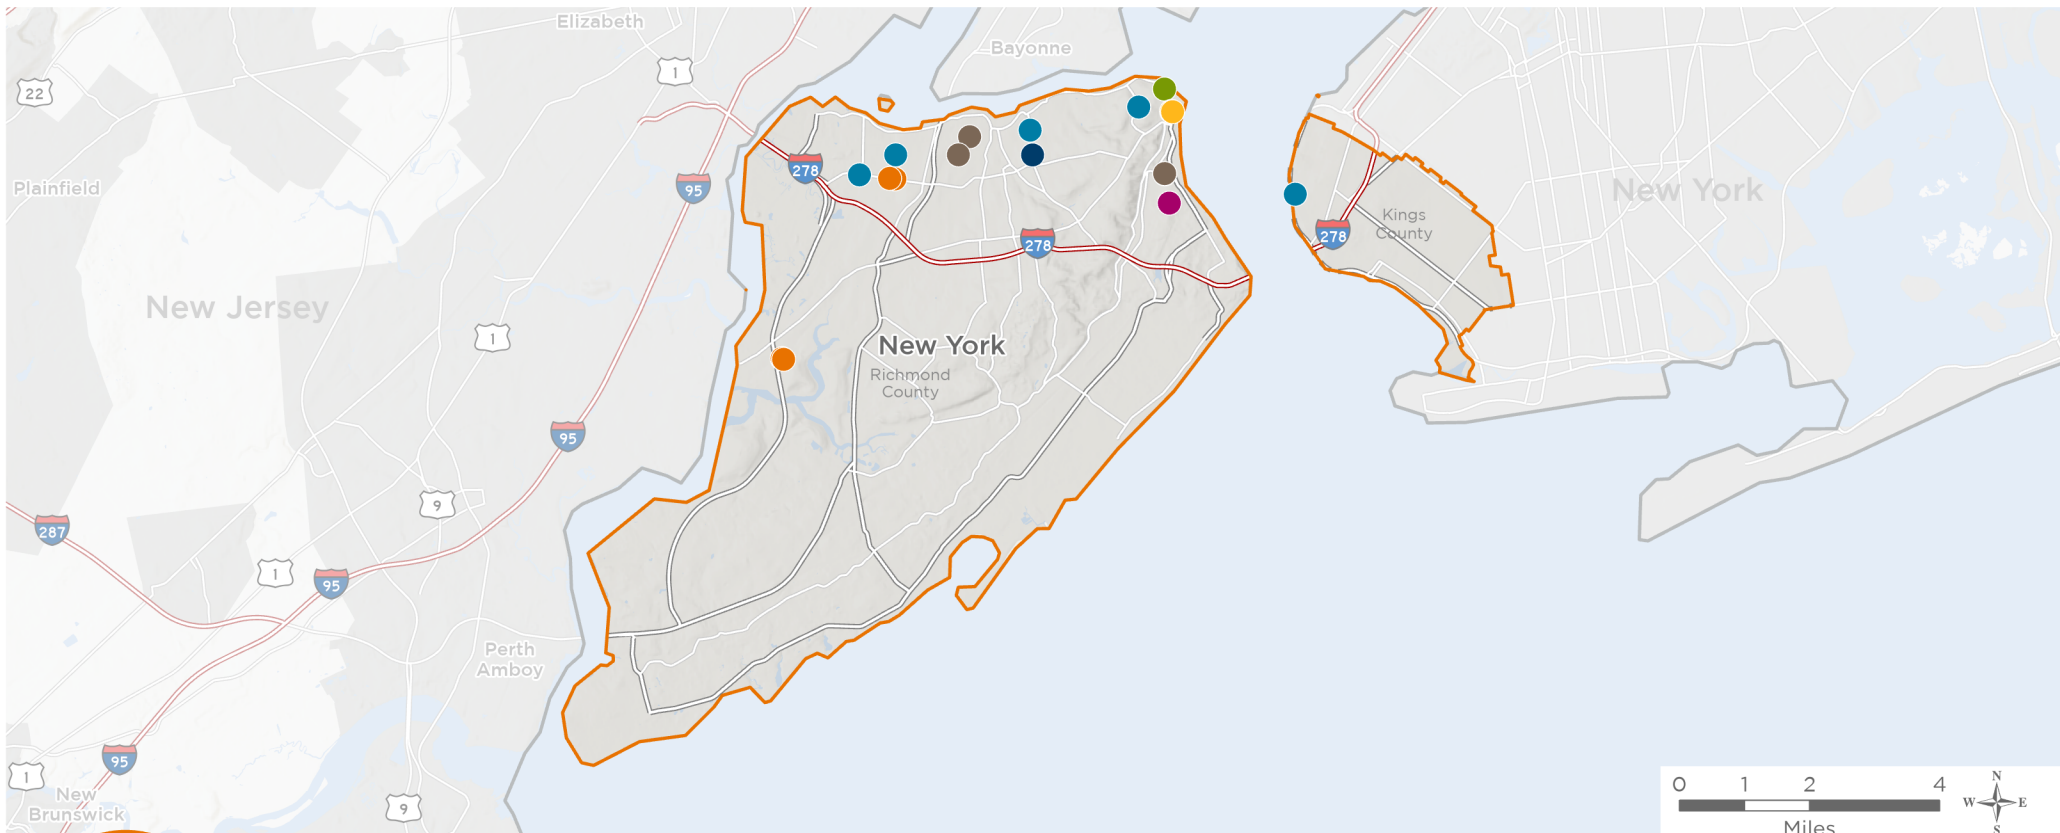 Elizabeth
Bayonne
1
22
278
95
Plainfield
New York
Kings
County
278
278
New Jersey
1
New York
Richmond
County
95
9
287
1
95
Perth
Amboy
95
1
New
Brunswick
9
0 1 2 4
Miles
N
W E
S